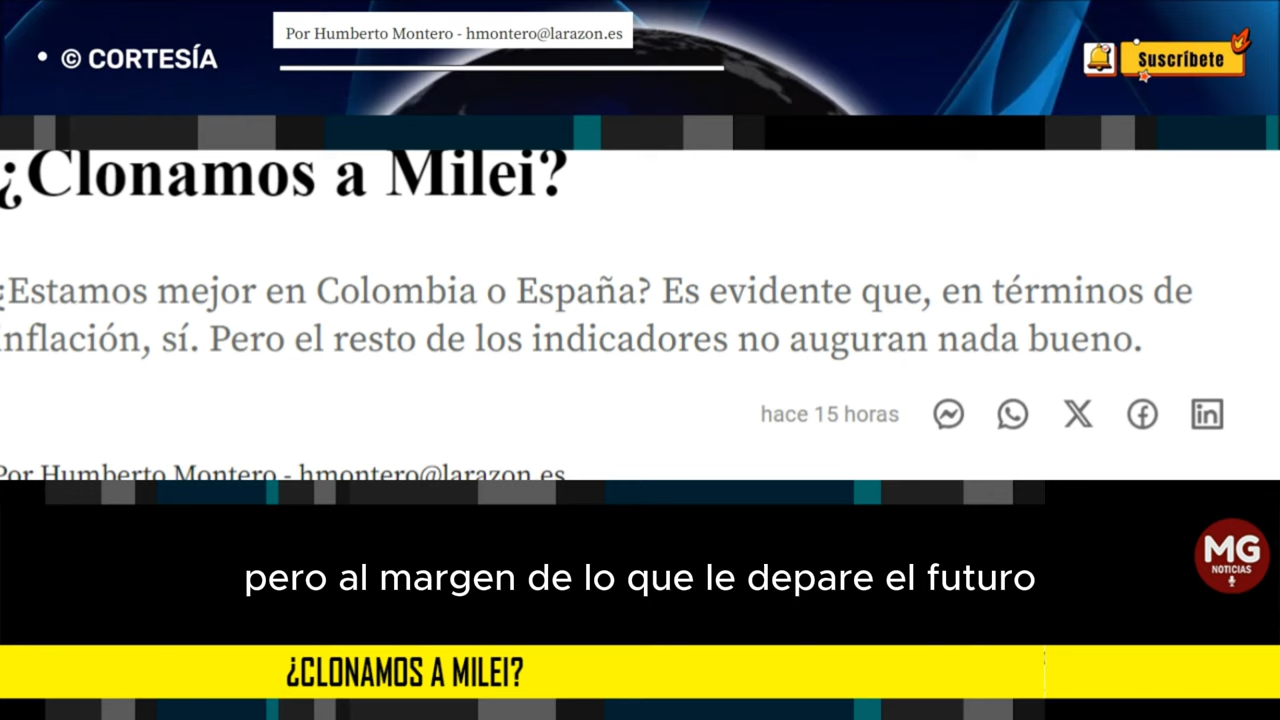 Por Humberto Montero - hmontero@larazon.es
© CORTESÍA
Suscríbete
¿Clonamos a Milei?
¿Estamos mejor en Colombia o España? Es evidente que, en términos de
inflación, sí. Pero el resto de los indicadores no auguran nada bueno.
hace 15 horas
Por Humberto Montero - hmontero@larazon.es
pero al margen de lo que le depare el futuro
MG
NOTICIAS
¿CLONAMOS A MILEI?